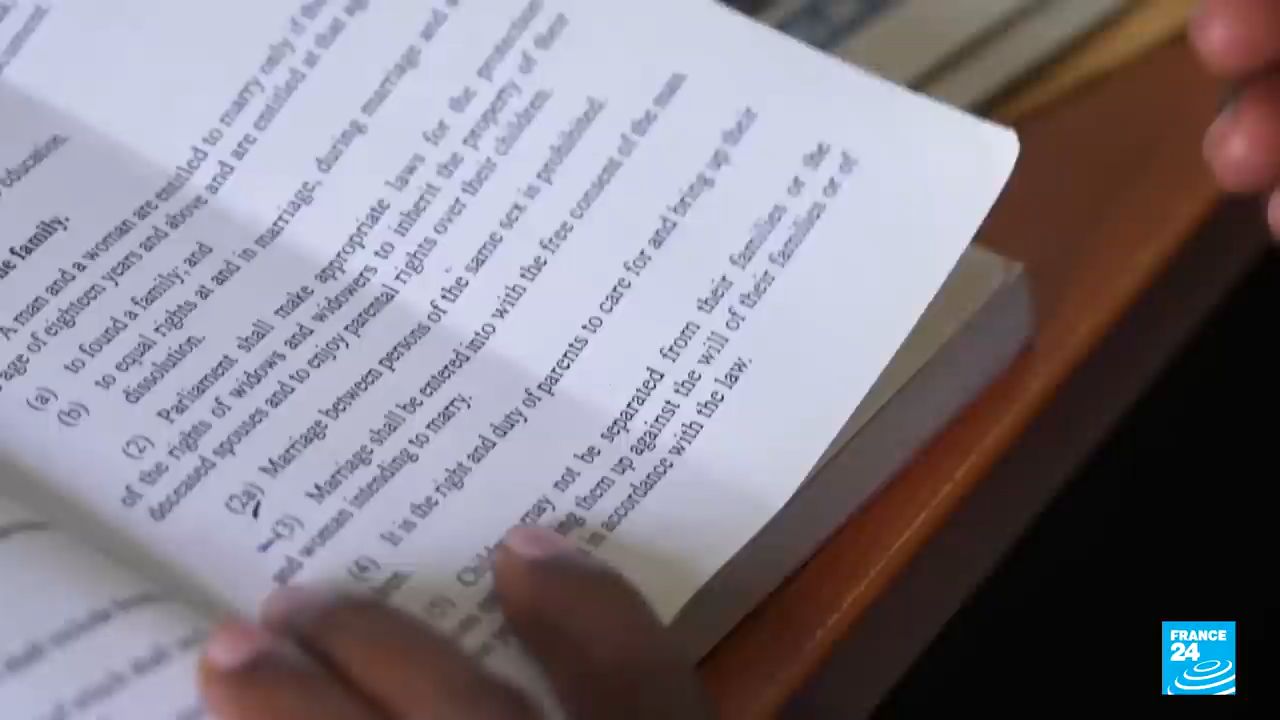 education.
e family.
A man and a woman are entitled to marry only if
age of eighteen years and above and are entitled at that
(a) to found a family; and
(b) to equal rights at and in marriage, during marriage and
dissolution.
(2) Parliament shall make appropriate laws for the protection
of the rights of widows and widowers to inherit the property of their
deceased spouses and to enjoy parental rights over their children.
(2a) Marriage between persons of the same sex is prohibited.
(3) Marriage shall be entered into with the free consent of the man
and woman intending to marry.
(4) It is the right and duty of parents to care for and bring up their
(5) may not be separated from their families or the
them up against the will of their families or of
in accordance with the law.
FRANCE
24